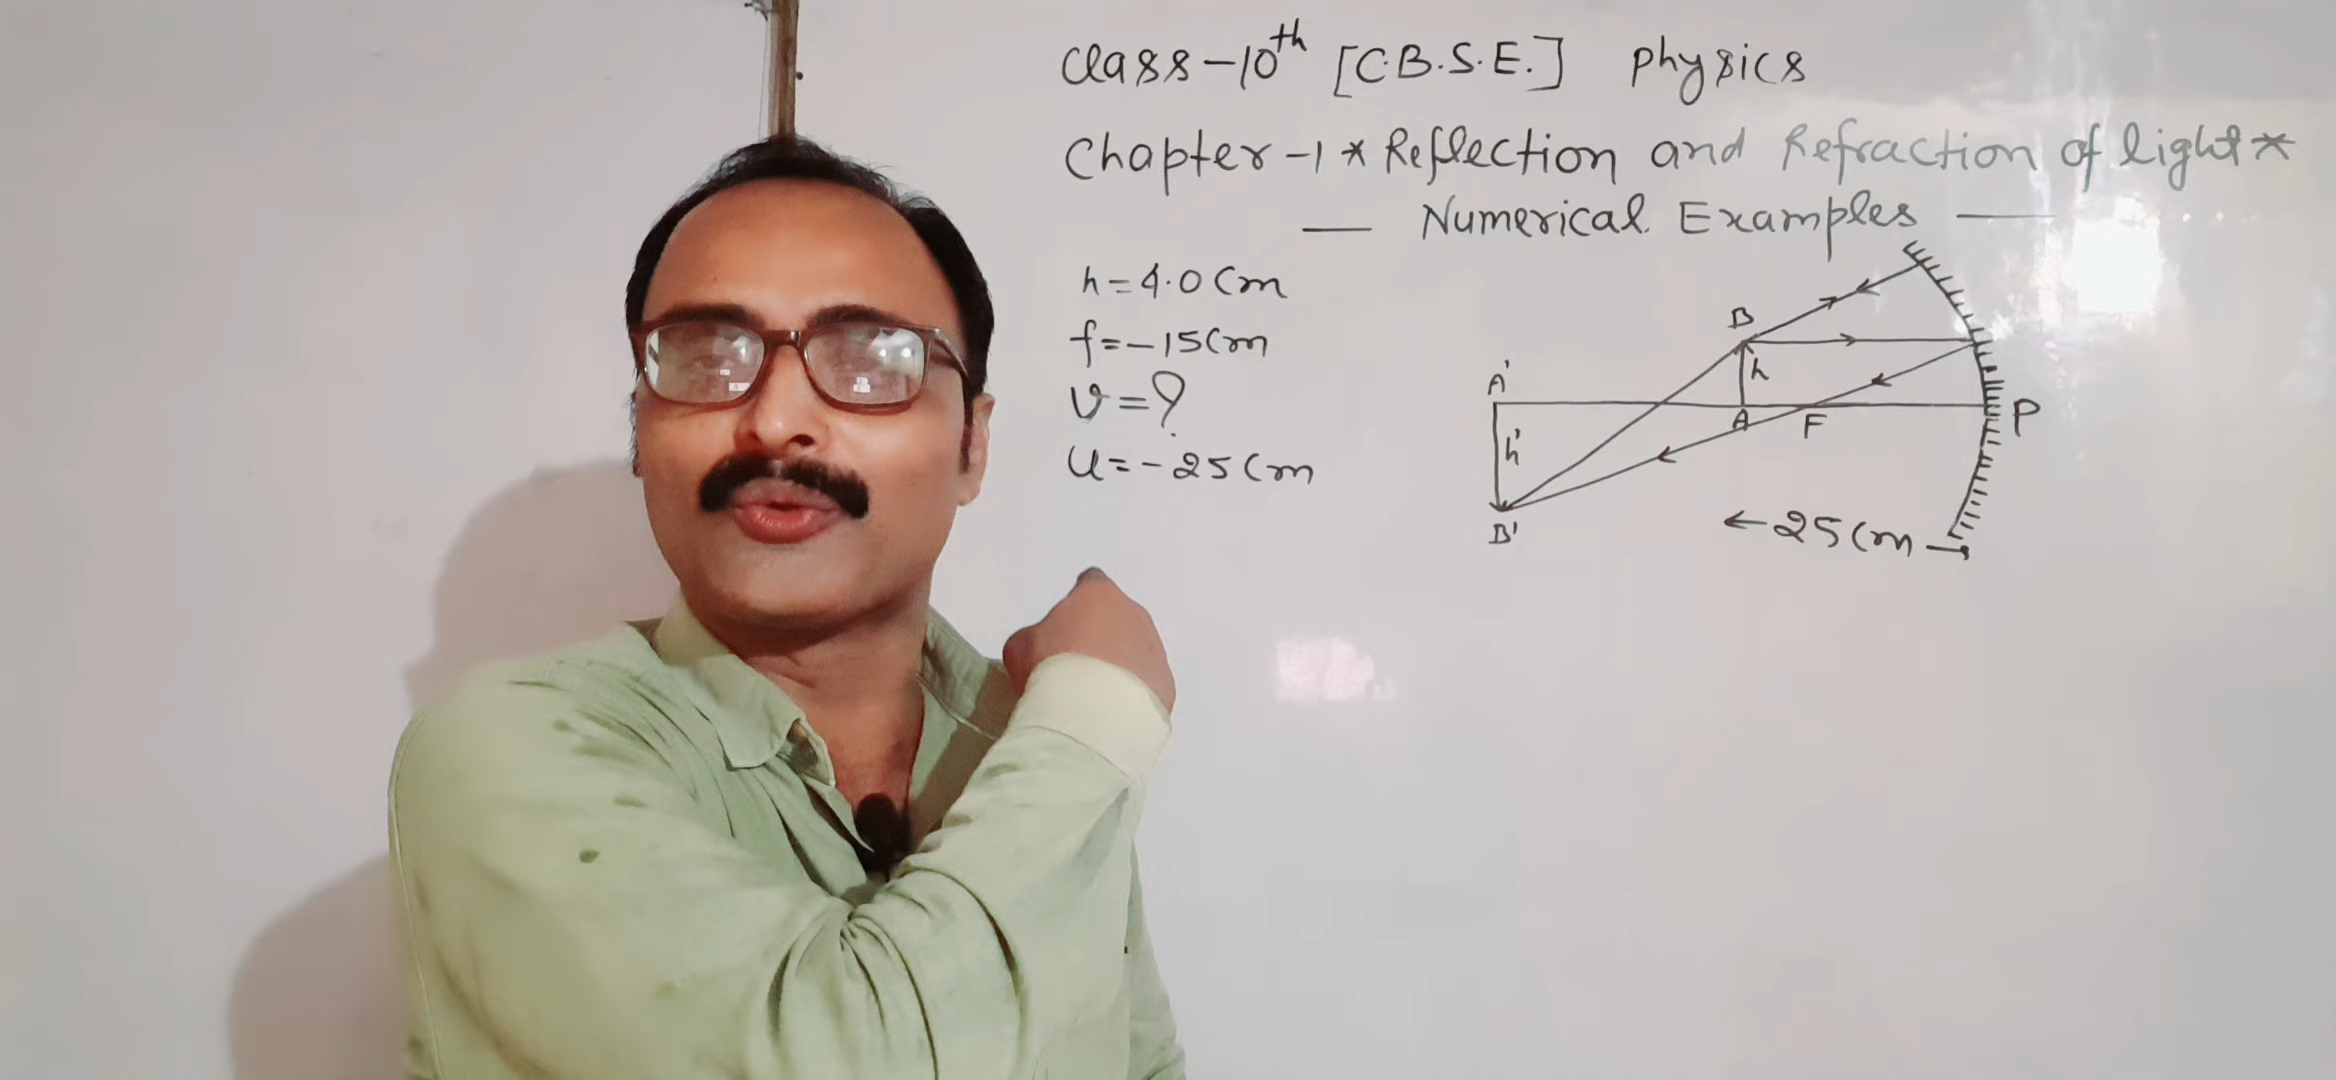 Class-10th [C.B.S.E.] Physics
Chapter-1 * Reflection and Refraction of light *
— Numerical Examples —
h=4.0 Cm
f=-15Cm
v=?
u=-25Cm
B
h
A'
A
F
P
h'
B'
←25Cm→